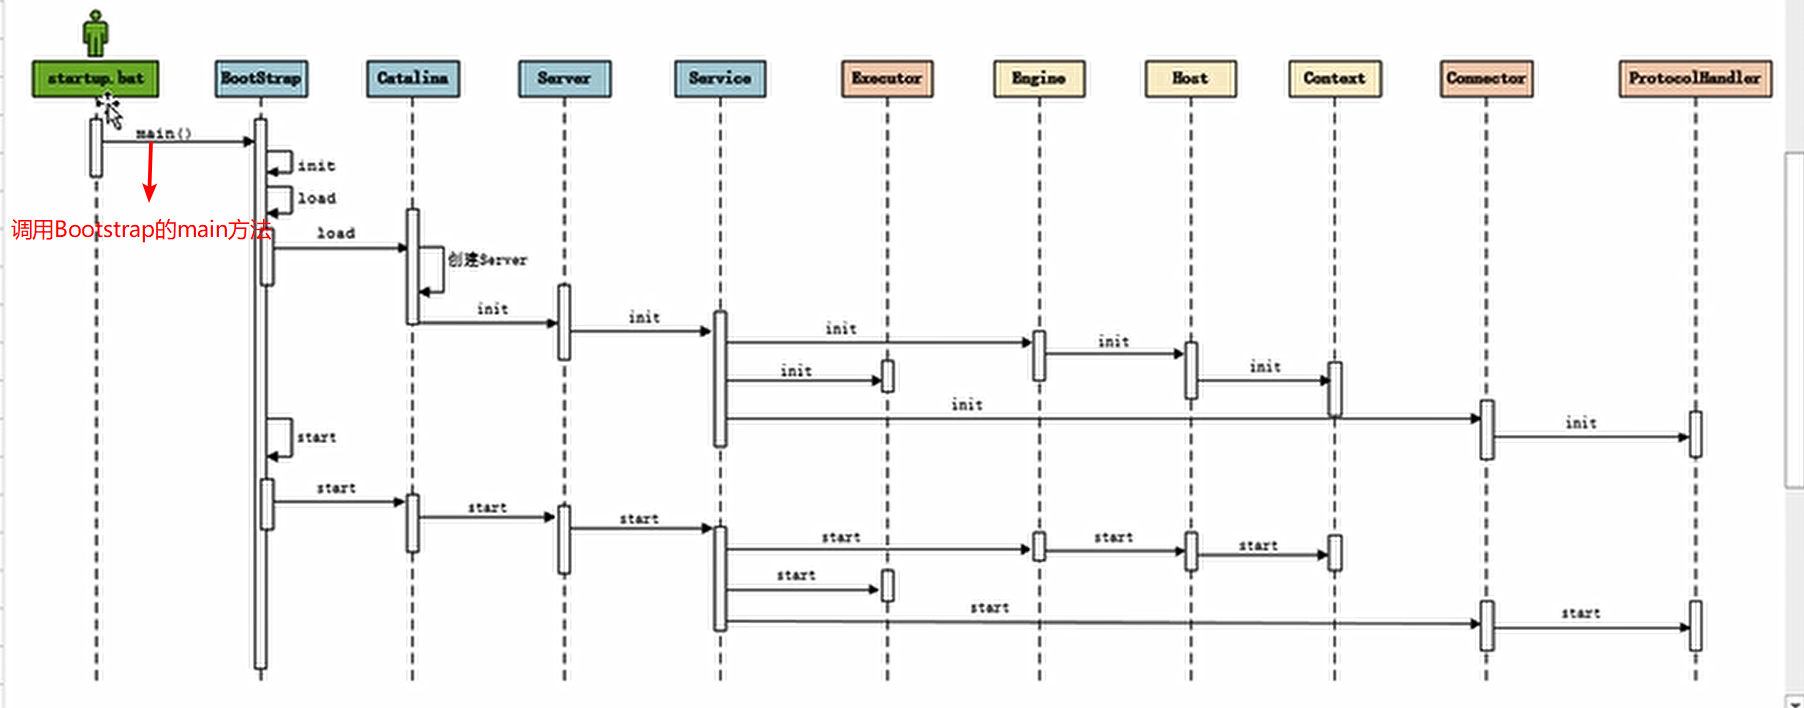 startup.bat
BootStrap
Catalina
Server
Service
Executor
Engine
Host
Context
Connector
ProtocolHandler
main()
init
load
调用Bootstrap的main方法
load
创建Server
init
init
init
init
init
init
init
init
start
start
start
start
start
start
start
start
start
start